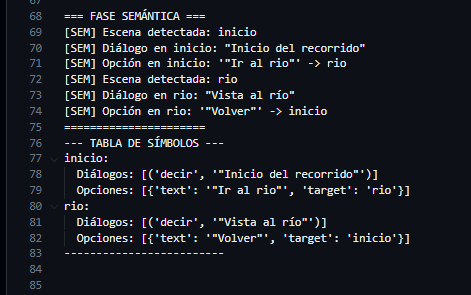 68 === FASE SEMÁNTICA ===
69 [SEM] Escena detectada: inicio
70 [SEM] Diálogo en inicio: "Inicio del recorrido"
71 [SEM] Opción en inicio: '"Ir al rio"' -> rio
72 [SEM] Escena detectada: rio
73 [SEM] Diálogo en rio: "Vista al río"
74 [SEM] Opción en rio: '"Volver"' -> inicio
75 ======================
76 --- TABLA DE SÍMBOLOS ---
77 inicio:
78   Diálogos: [('decir', '"Inicio del recorrido"')]
79   Opciones: [{'text': '"Ir al rio"', 'target': 'rio'}]
80 rio:
81   Diálogos: [('decir', '"Vista al río"')]
82   Opciones: [{'text': '"Volver"', 'target': 'inicio'}]
83 -------------------------
84
85